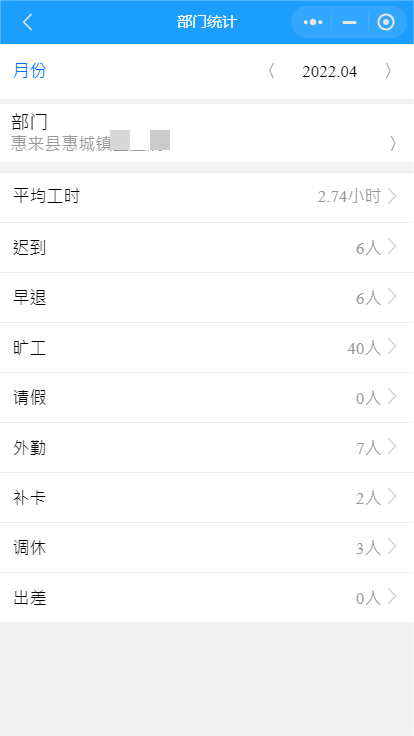 部门统计
月份
2022.04
部门
惠来县惠城镇
平均工时 2.74小时
迟到 6人
早退 6人
旷工 40人
请假 0人
外勤 7人
补卡 2人
调休 3人
出差 0人